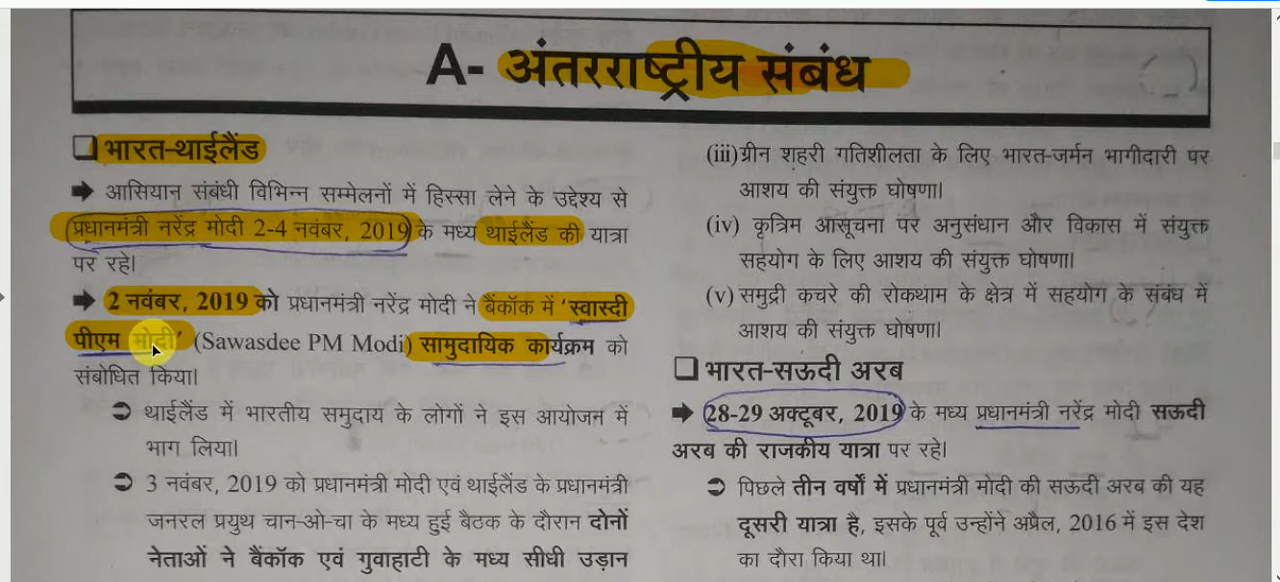 A- अंतरराष्ट्रीय संबंध
❑ भारत-थाईलैंड
➡ आसियान संबंधी विभिन्न सम्मेलनों में हिस्सा लेने के उद्देश्य से
प्रधानमंत्री नरेंद्र मोदी 2-4 नवंबर, 2019 के मध्य थाईलैंड की यात्रा
पर रहे।
➡ 2 नवंबर, 2019 को प्रधानमंत्री नरेंद्र मोदी ने बैंकॉक में 'स्वास्दी
पीएम मोदी' (Sawasdee PM Modi) सामुदायिक कार्यक्रम को
संबोधित किया।
➲ थाईलैंड में भारतीय समुदाय के लोगों ने इस आयोजन में
भाग लिया।
➲ 3 नवंबर, 2019 को प्रधानमंत्री मोदी एवं थाईलैंड के प्रधानमंत्री
जनरल प्रयुथ चान-ओ-चा के मध्य हुई बैठक के दौरान दोनों
नेताओं ने बैंकॉक एवं गुवाहाटी के मध्य सीधी उड़ान
(iii) ग्रीन शहरी गतिशीलता के लिए भारत-जर्मन भागीदारी पर
आशय की संयुक्त घोषणा।
(iv) कृत्रिम आसूचना पर अनुसंधान और विकास में संयुक्त
सहयोग के लिए आशय की संयुक्त घोषणा।
(v) समुद्री कचरे की रोकथाम के क्षेत्र में सहयोग के संबंध में
आशय की संयुक्त घोषणा।
❑ भारत-सऊदी अरब
➡ 28-29 अक्टूबर, 2019 के मध्य प्रधानमंत्री नरेंद्र मोदी सऊदी
अरब की राजकीय यात्रा पर रहे।
➲ पिछले तीन वर्षों में प्रधानमंत्री मोदी की सऊदी अरब की यह
दूसरी यात्रा है, इसके पूर्व उन्होंने अप्रैल, 2016 में इस देश
का दौरा किया था।